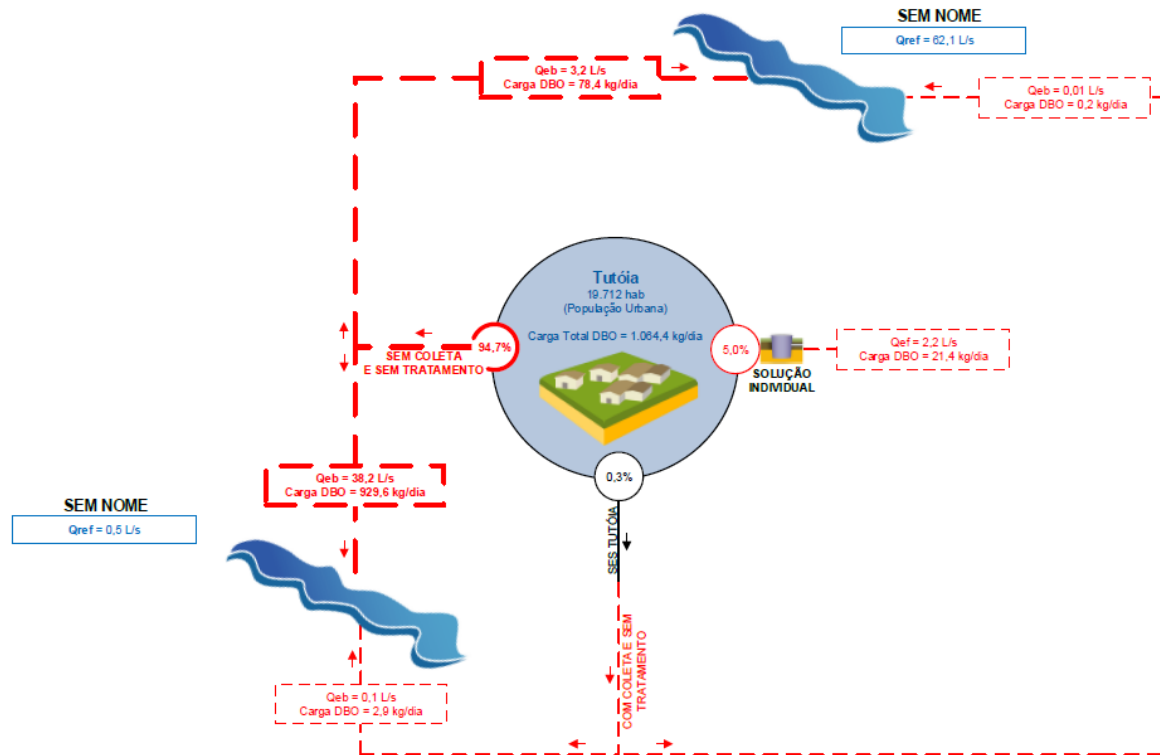 SEM NOME
Qref = 62,1 L/s
Qeb = 3,2 L/s
Carga DBO = 78,4 kg/dia
Qeb = 0,01 L/s
Carga DBO = 0,2 kg/dia
Tutóia
19.712 hab
(População Urbana)
Carga Total DBO = 1.064,4 kg/dia
94,7%
SEM COLETA
E SEM TRATAMENTO
5,0%
SOLUÇÃO
INDIVIDUAL
Qef = 2,2 L/s
Carga DBO = 21,4 kg/dia
0,3%
Qeb = 38,2 L/s
Carga DBO = 929,6 kg/dia
SEM NOME
Qref = 0,5 L/s
SES TUTÓIA
COM COLETA E SEM
TRATAMENTO
Qeb = 0,1 L/s
Carga DBO = 2,9 kg/dia